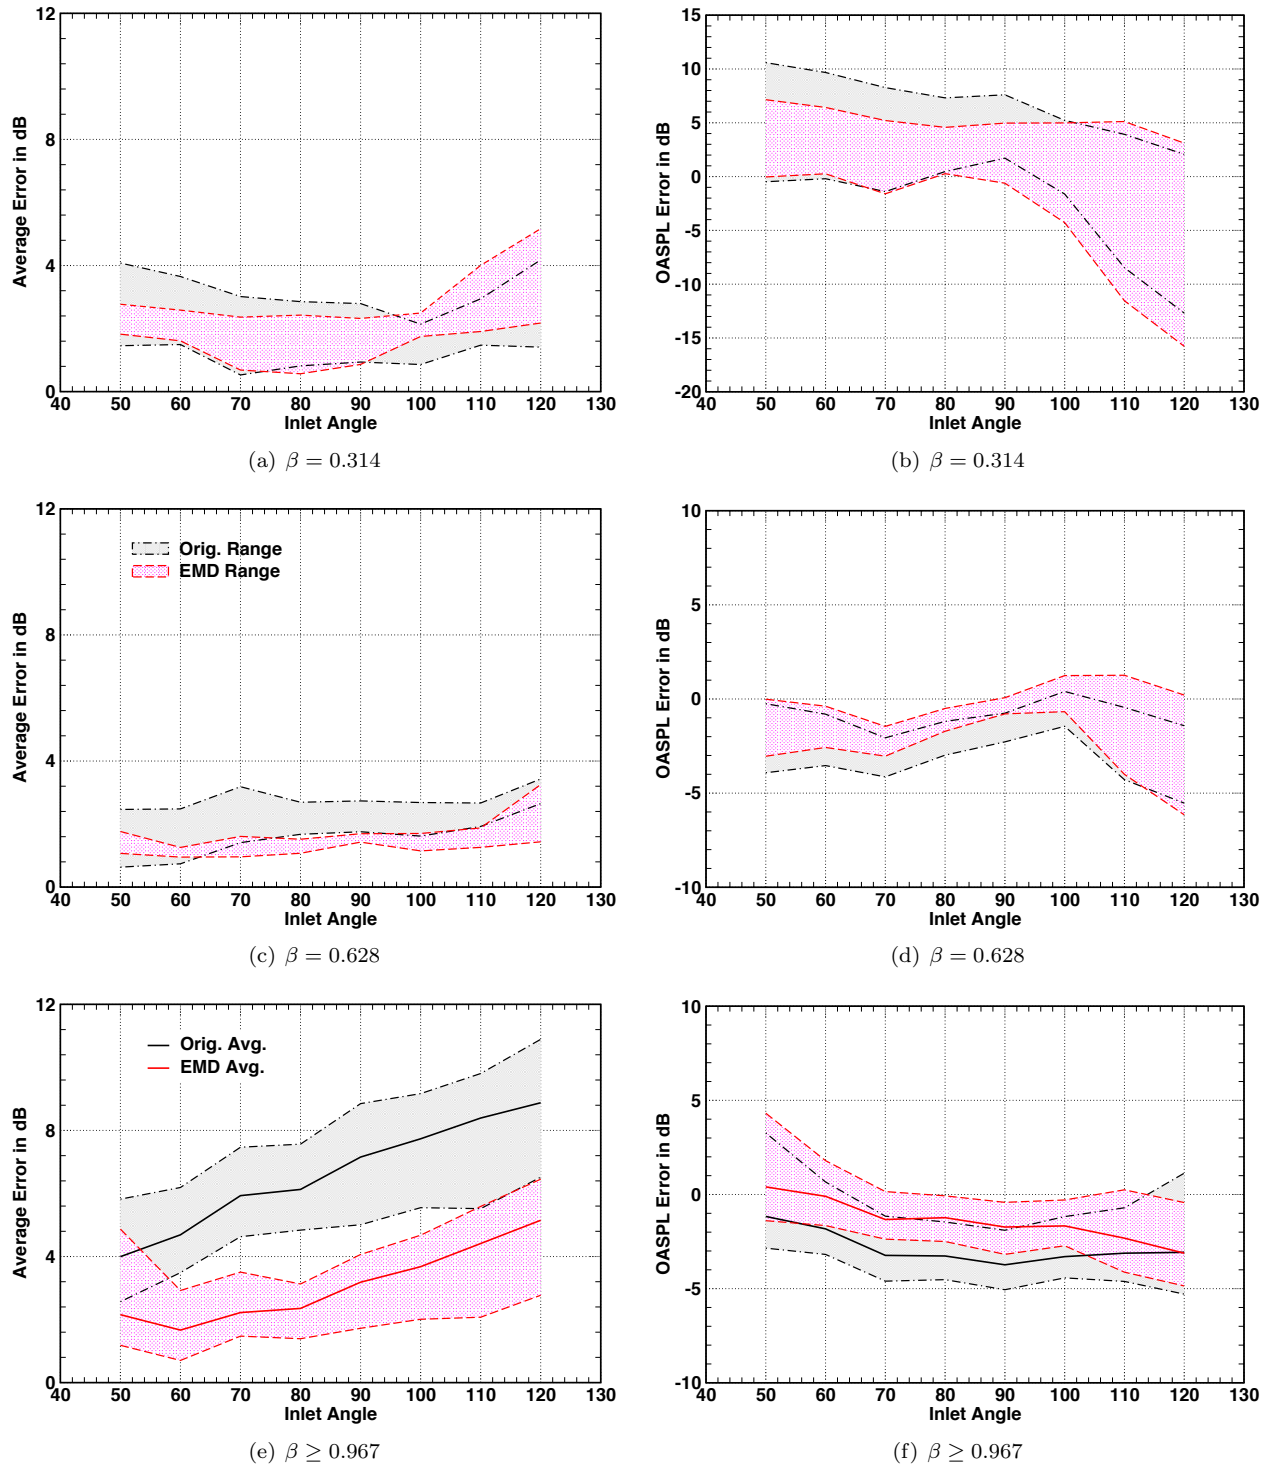 12
8
4
0
Average Error in dB
40 50 60 70 80 90 100 110 120 130
Inlet Angle
(a) β = 0.314
15
10
5
0
-5
-10
-15
-20
OASPL Error in dB
40 50 60 70 80 90 100 110 120 130
Inlet Angle
(b) β = 0.314
12
8
4
0
Average Error in dB
Orig. Range
EMD Range
40 50 60 70 80 90 100 110 120 130
Inlet Angle
(c) β = 0.628
10
5
0
-5
-10
OASPL Error in dB
40 50 60 70 80 90 100 110 120 130
Inlet Angle
(d) β = 0.628
12
8
4
0
Average Error in dB
Orig. Avg.
EMD Avg.
40 50 60 70 80 90 100 110 120 130
Inlet Angle
(e) β ≥ 0.967
10
5
0
-5
-10
OASPL Error in dB
40 50 60 70 80 90 100 110 120 130
Inlet Angle
(f) β ≥ 0.967